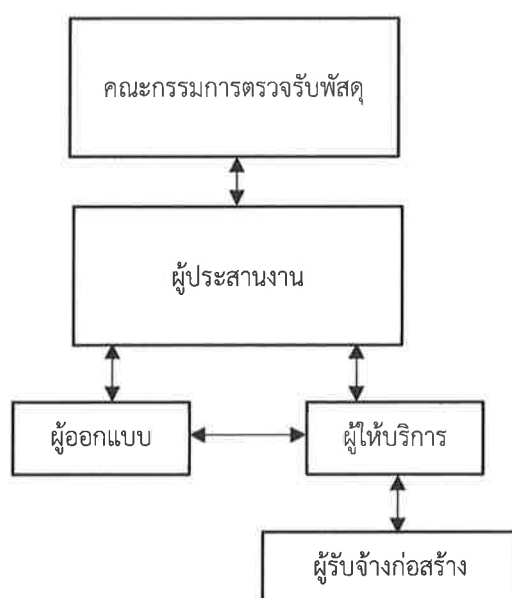 คณะกรรมการตรวจรับพัสดุ
ผู้ประสานงาน
ผู้ออกแบบ
ผู้ให้บริการ
ผู้รับจ้างก่อสร้าง